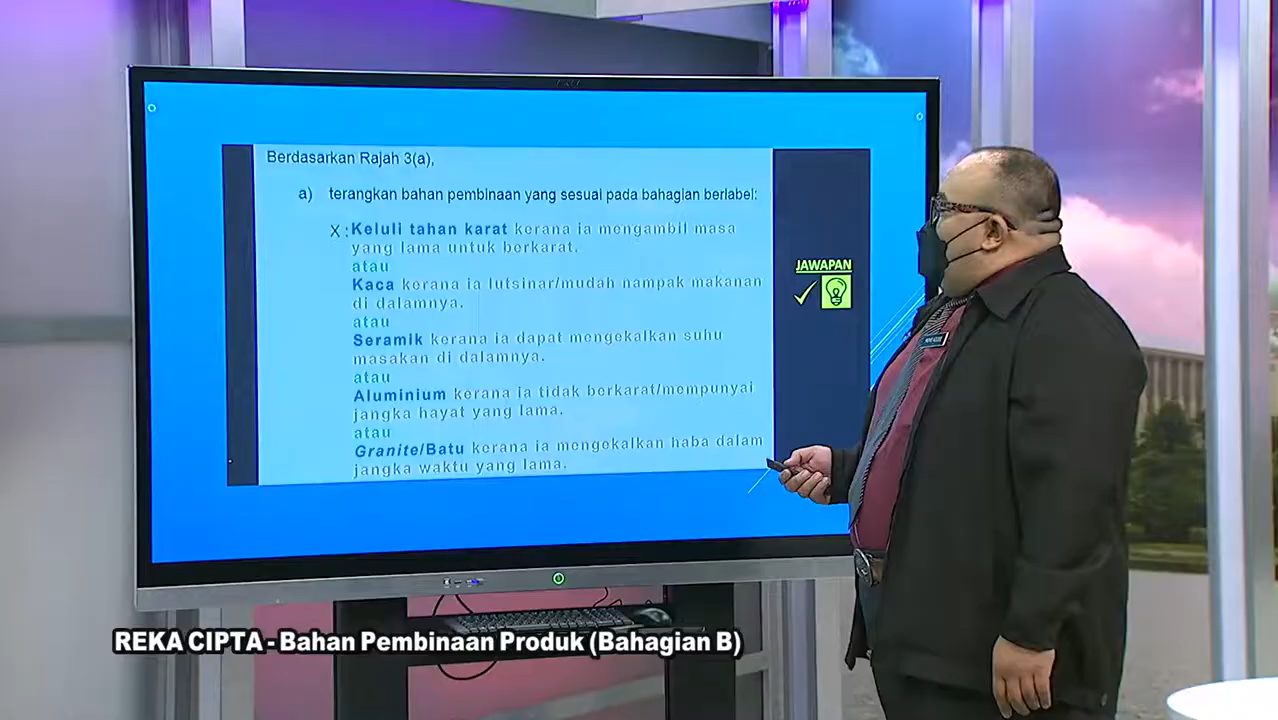 Berdasarkan Rajah 3(a),
a) terangkan bahan pembinaan yang sesuai pada bahagian berlabel:
X : Keluli tahan karat kerana ia mengambil masa
yang lama untuk berkarat.
atau
Kaca kerana ia lutsinar/mudah nampak makanan
di dalamnya.
atau
Seramik kerana ia dapat mengekalkan suhu
masakan di dalamnya.
atau
Aluminium kerana ia tidak berkarat/mempunyai
jangka hayat yang lama.
atau
Granite/Batu kerana ia mengekalkan haba dalam
jangka waktu yang lama.
JAWAPAN
REKA CIPTA - Bahan Pembinaan Produk (Bahagian B)